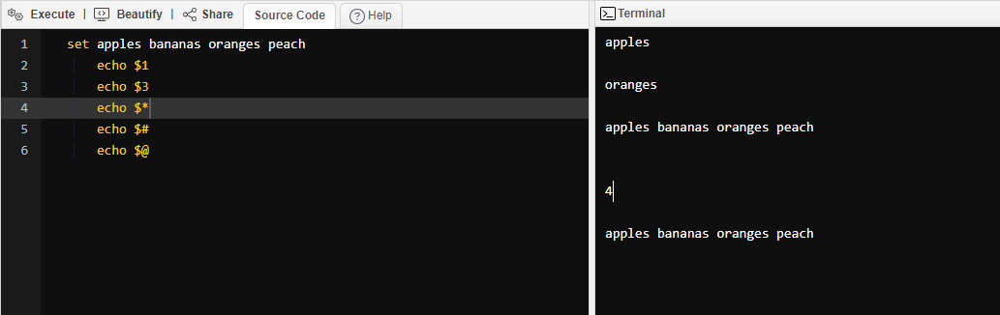 Execute | Beautify | Share Source Code ? Help
1 set apples bananas oranges peach
2 echo $1
3 echo $3
4 echo $*
5 echo $#
6 echo $@
Terminal
apples
oranges
apples bananas oranges peach
4
apples bananas oranges peach